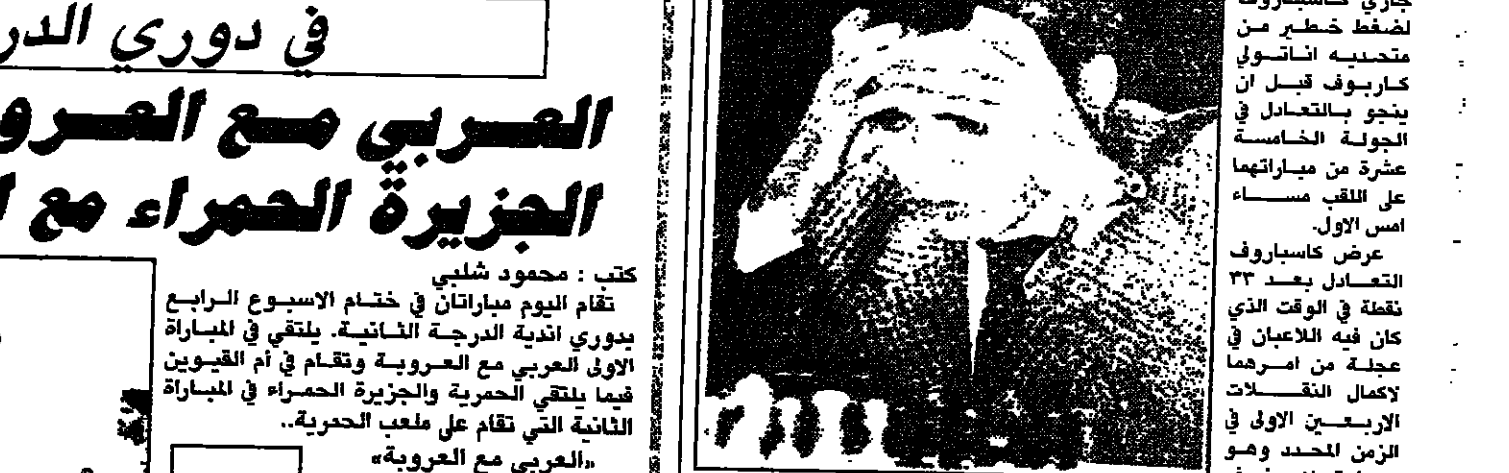 لضغط خطير من
متحديه اناتولي
كاربوف قبل ان
ينجو بالتعادل في
الجولة الخامسة
عشرة من مباراتهما
على اللقب مساء
امس الاول.
عرض كاسباروف
التعادل بعد ٣٣
نقطة في الوقت الذي
كان فيه اللاعبان في
عجلة من امرهما
لاكمال النقلات
الاربعين الاولى في
الزمن المحدد وهو
في دوري
العربي مع
الجزيرة الحمراء مع
كتب : محمود شلبي
تقام اليوم مباراتان في ختام الاسبوع الرابع
بدوري اندية الدرجة الثانية. يلتقي في المباراة
الاولى العربي مع العروبة وتقام في أم القيوين
فيما يلتقي الحمرية والجزيرة الحمراء في المباراة
الثانية التي تقام على ملعب الحمرية..
«العربي مع العروبة»